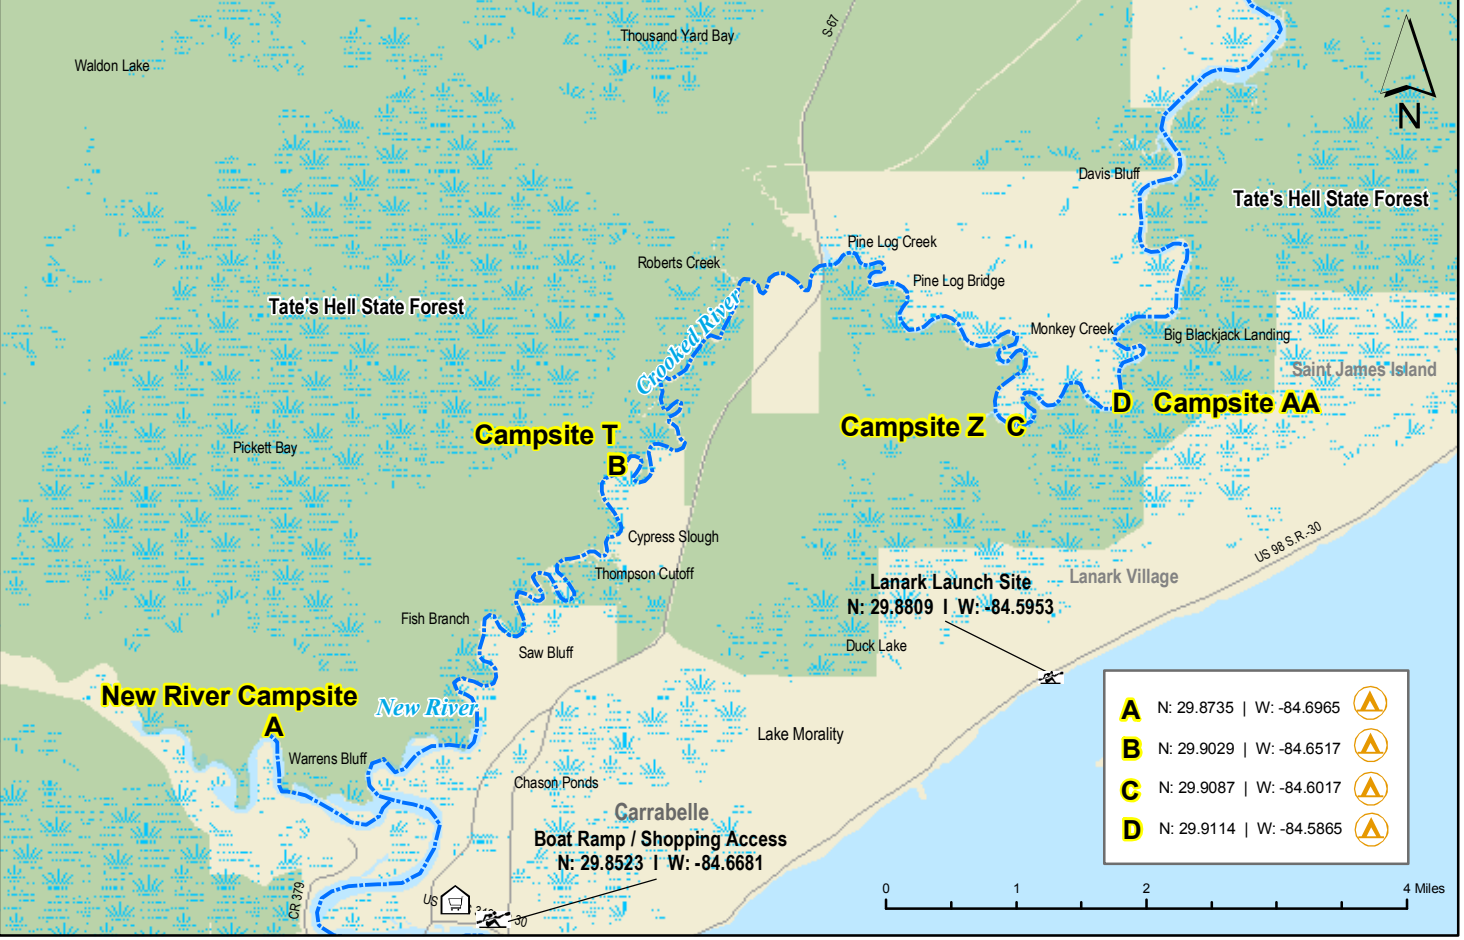 Thousand Yard Bay
S-67
Waldon Lake
N
Davis Bluff
Tate's Hell State Forest
Pine Log Creek
Roberts Creek
Pine Log Bridge
Tate's Hell State Forest
Crooked River
Monkey Creek
Big Blackjack Landing
Saint James Island
D Campsite AA
Campsite Z C
Campsite T
B
Pickett Bay
Cypress Slough
US 98 S.R.-30
Thompson Cutoff
Lanark Village
Lanark Launch Site
N: 29.8809 I W: -84.5953
Fish Branch
Saw Bluff
Duck Lake
New River Campsite
A
New River
Lake Morality
Warrens Bluff
Chason Ponds
Carrabelle
Boat Ramp / Shopping Access
N: 29.8523 I W: -84.6681
CR 379
US
30
A N: 29.8735 | W: -84.6965
B N: 29.9029 | W: -84.6517
C N: 29.9087 | W: -84.6017
D N: 29.9114 | W: -84.5865
0 1 2 4 Miles